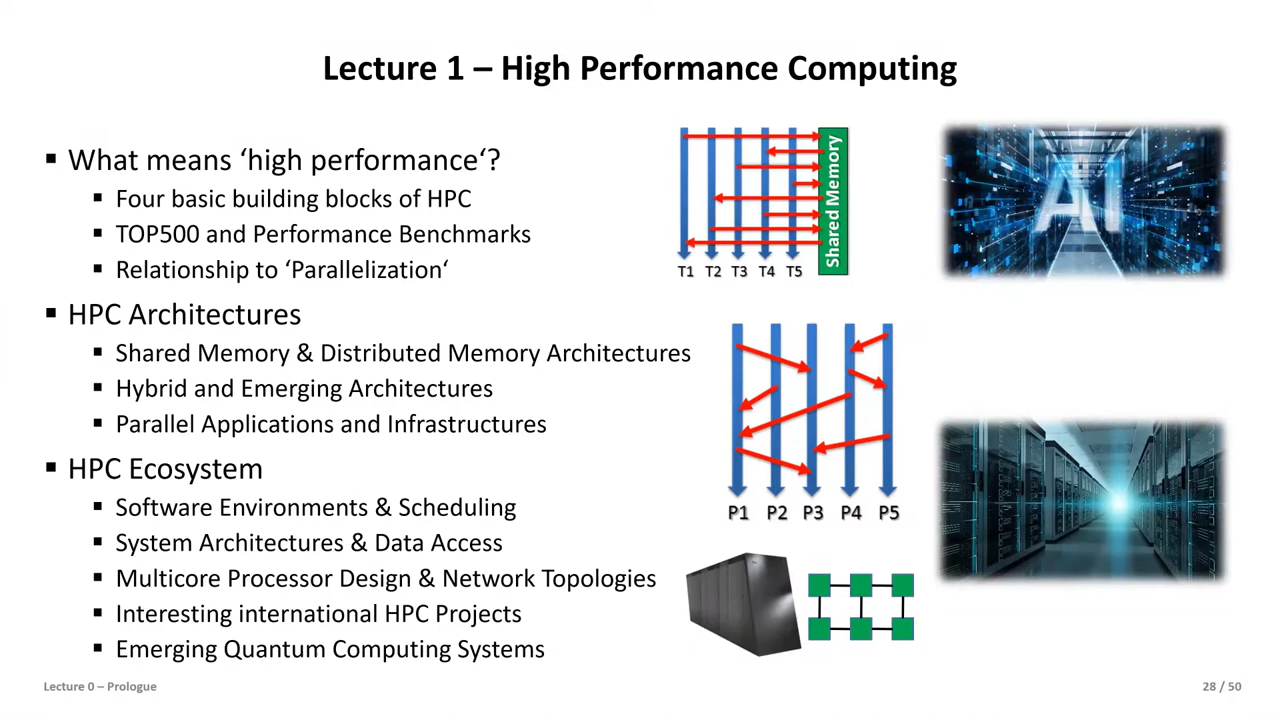 Lecture 1 – High Performance Computing
▪ What means ‘high performance‘?
▪ Four basic building blocks of HPC
▪ TOP500 and Performance Benchmarks
▪ Relationship to ‘Parallelization‘
▪ HPC Architectures
▪ Shared Memory & Distributed Memory Architectures
▪ Hybrid and Emerging Architectures
▪ Parallel Applications and Infrastructures
▪ HPC Ecosystem
▪ Software Environments & Scheduling
▪ System Architectures & Data Access
▪ Multicore Processor Design & Network Topologies
▪ Interesting international HPC Projects
▪ Emerging Quantum Computing Systems
Shared Memory
T1 T2 T3 T4 T5
AI
P1 P2 P3 P4 P5
Lecture 0 – Prologue
28 / 50